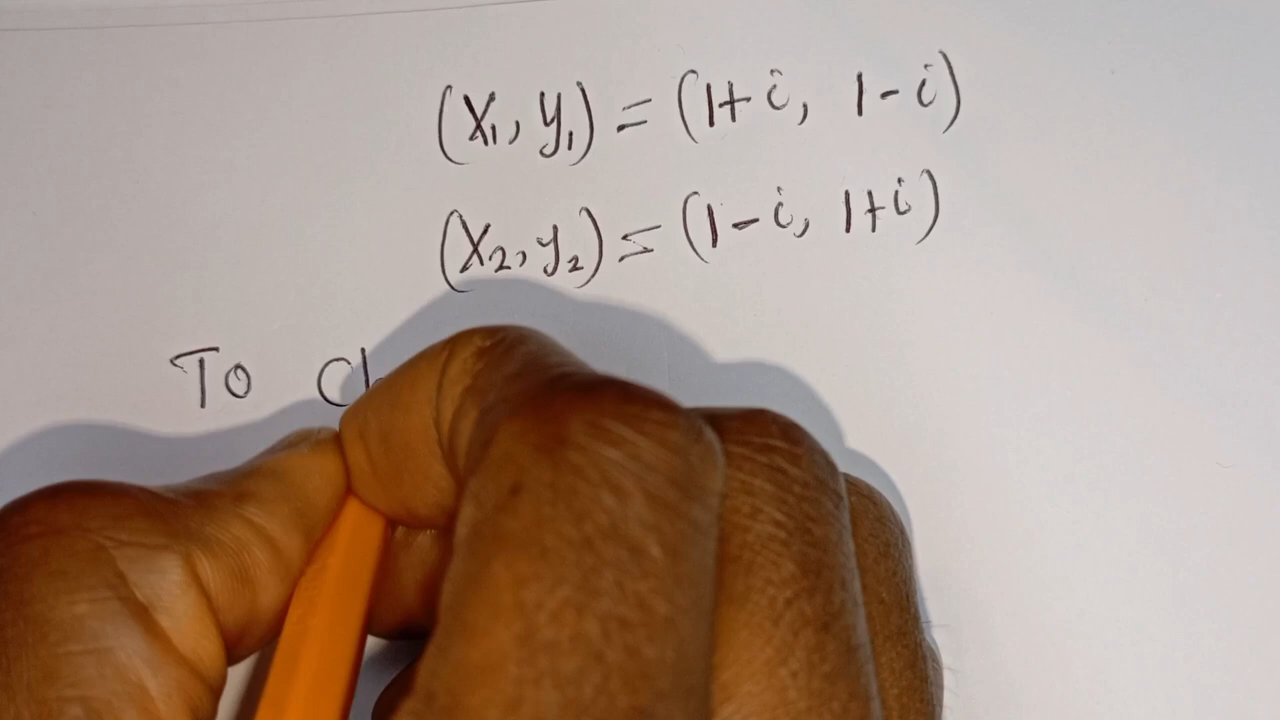 (X₁, Y₁) = (1+i, 1-i)
(X₂, Y₂) = (1-i, 1+i)
To